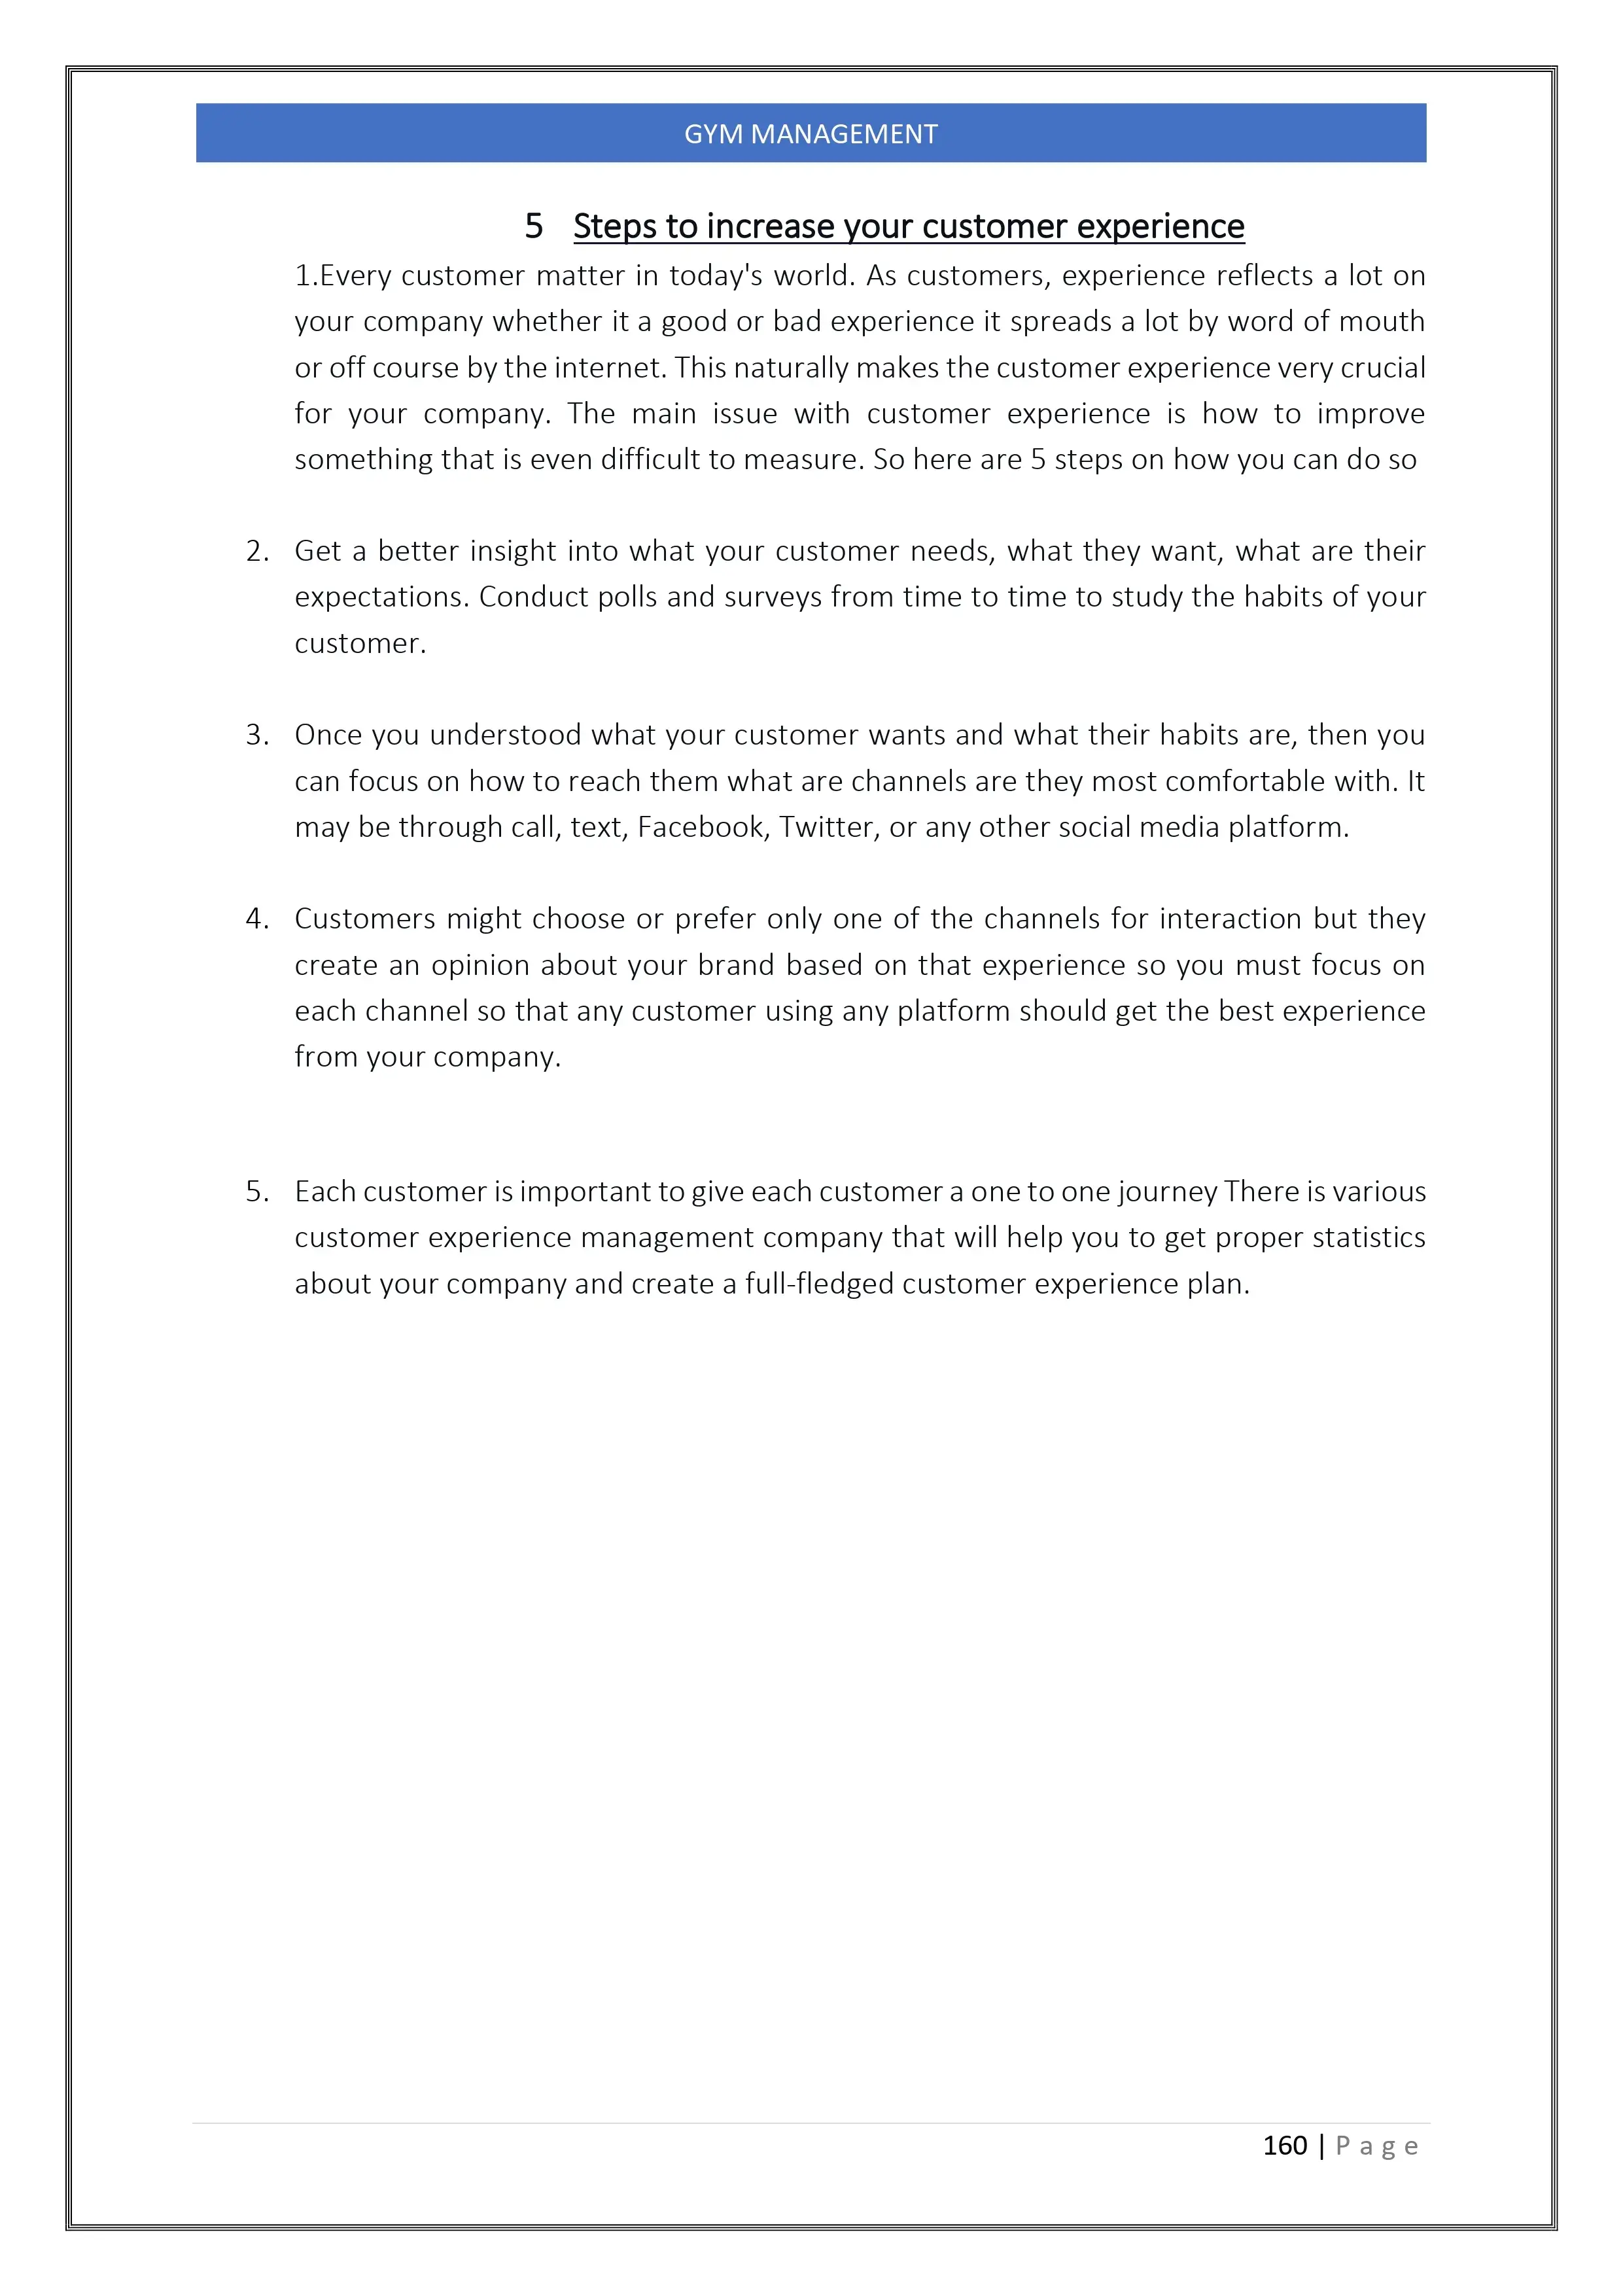 GYM MANAGEMENT
5 Steps to increase your customer experience
1.Every customer matter in today's world. As customers, experience reflects a lot on
your company whether it a good or bad experience it spreads a lot by word of mouth
or off course by the internet. This naturally makes the customer experience very crucial
for your company. The main issue with customer experience is how to improve
something that is even difficult to measure. So here are 5 steps on how you can do so
2. Get a better insight into what your customer needs, what they want, what are their
expectations. Conduct polls and surveys from time to time to study the habits of your
customer.
3. Once you understood what your customer wants and what their habits are, then you
can focus on how to reach them what are channels are they most comfortable with. It
may be through call, text, Facebook, Twitter, or any other social media platform.
4. Customers might choose or prefer only one of the channels for interaction but they
create an opinion about your brand based on that experience so you must focus on
each channel so that any customer using any platform should get the best experience
from your company.
5. Each customer is important to give each customer a one to one journey There is various
customer experience management company that will help you to get proper statistics
about your company and create a full-fledged customer experience plan.
160 | P a g e